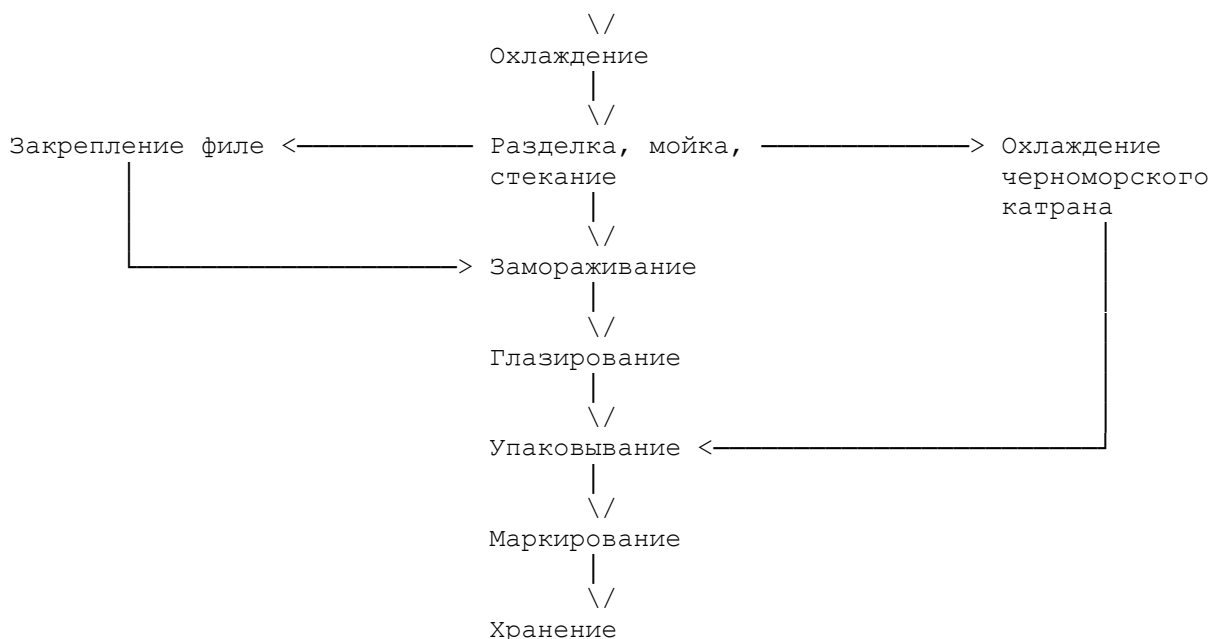 Охлаждение
Закрепление филе
Разделка, мойка,
стекание
Охлаждение
черноморского
катрана
Замораживание
Глазирование
Упаковывание
Маркирование
Хранение